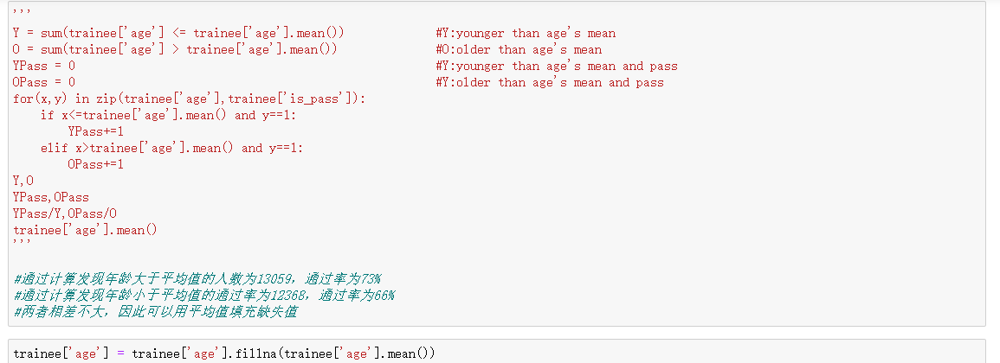 '''
Y = sum(trainee['age'] <= trainee['age'].mean()) #Y:younger than age's mean
O = sum(trainee['age'] > trainee['age'].mean()) #O:older than age's mean
YPass = 0 #Y:younger than age's mean and pass
OPass = 0 #Y:older than age's mean and pass
for(x,y) in zip(trainee['age'],trainee['is_pass']):
    if x<=trainee['age'].mean() and y==1:
        YPass+=1
    elif x>trainee['age'].mean() and y==1:
        OPass+=1
Y,O
YPass,OPass
YPass/Y,OPass/O
trainee['age'].mean()
'''
#通过计算发现年龄大于平均值的人数为13059，通过率为73%
#通过计算发现年龄小于平均值的通过率为12368，通过率为66%
#两者相差不大，因此可以用平均值填充缺失值
trainee['age'] = trainee['age'].fillna(trainee['age'].mean())